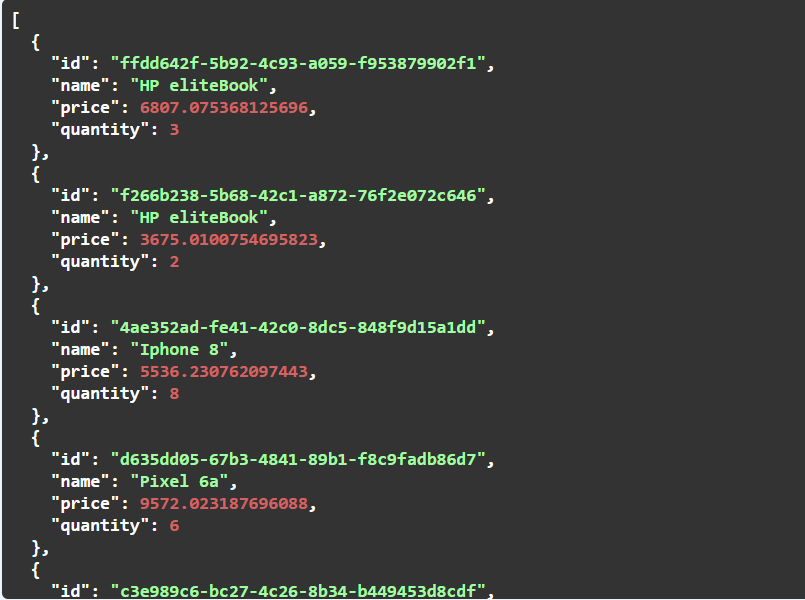 [
  {
    "id": "ffdd642f-5b92-4c93-a059-f953879902f1",
    "name": "HP eliteBook",
    "price": 6807.075368125696,
    "quantity": 3
  },
  {
    "id": "f266b238-5b68-42c1-a872-76f2e072c646",
    "name": "HP eliteBook",
    "price": 3675.0100754695823,
    "quantity": 2
  },
  {
    "id": "4ae352ad-fe41-42c0-8dc5-848f9d15a1dd",
    "name": "Iphone 8",
    "price": 5536.230762097443,
    "quantity": 8
  },
  {
    "id": "d635dd05-67b3-4841-89b1-f8c9fadb86d7",
    "name": "Pixel 6a",
    "price": 9572.023187696088,
    "quantity": 6
  },
  {
    "id": "c3e989c6-bc27-4c26-8b34-b449453d8cdf",